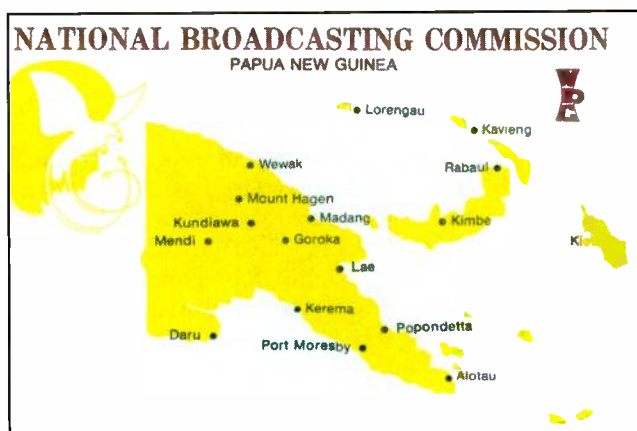 NATIONAL BROADCASTING COMMISSION
PAPUA NEW GUINEA
Lorengau
Kavieng
Wewak
Rabaul
Mount Hagen
Kundiawa
Madang
Kimbe
Mendi
Goroka
Lae
Kerema
Daru
Popondetta
Port Moresby
Alotau